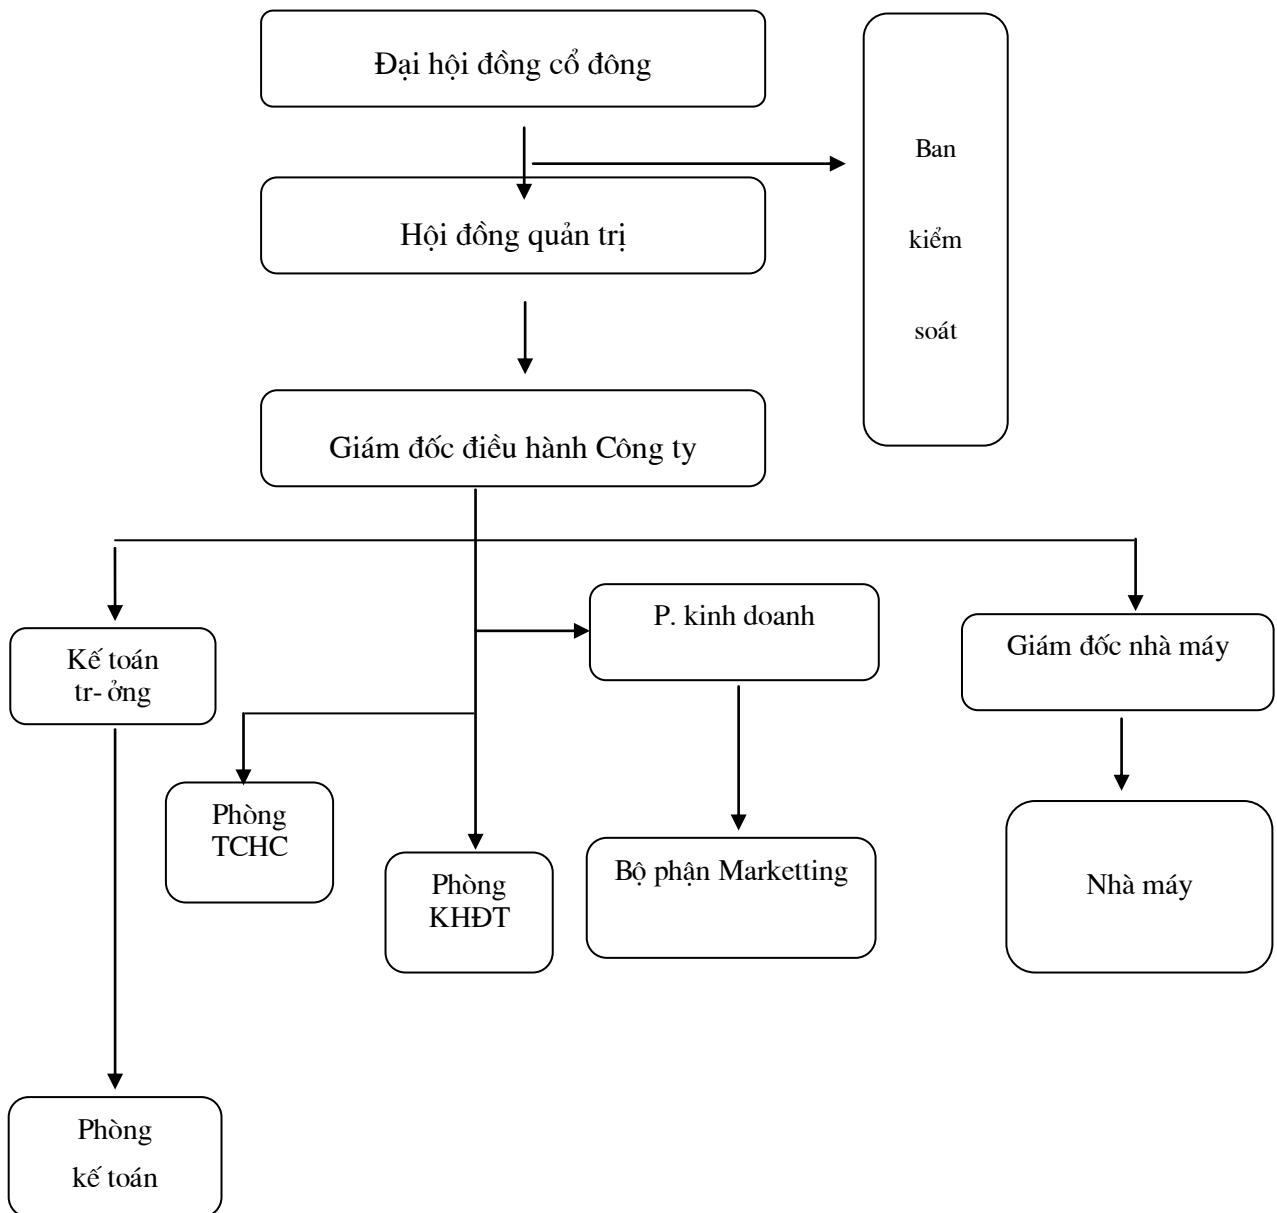 Đại hội đồng cổ đông
Ban
kiểm
soát
Hội đồng quản trị
Giám đốc điều hành Công ty
P. kinh doanh
Giám đốc nhà máy
Kế toán
tr- ởng
Phòng
TCHC
Phòng
KHĐT
Bộ phận Marketting
Nhà máy
Phòng
kế toán